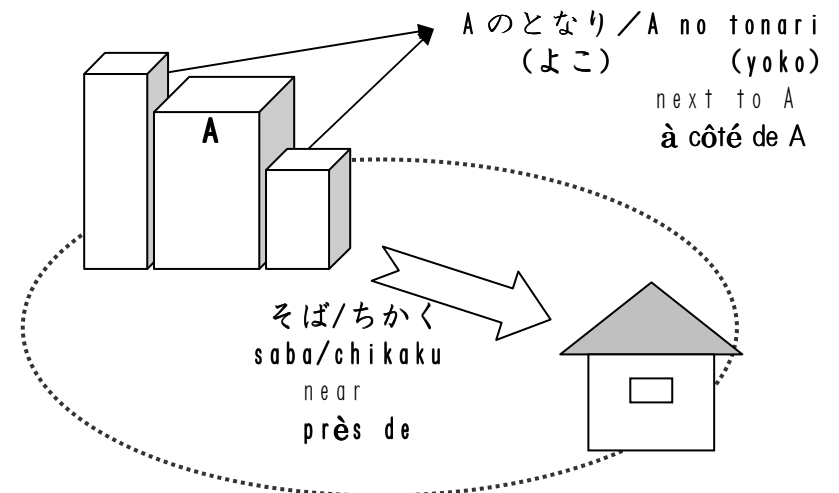 Aのとなり/A no tonari
(よこ) (yoko)
next to A
à côté de A
A
そば/ちかく
saba/chikaku
near
près de